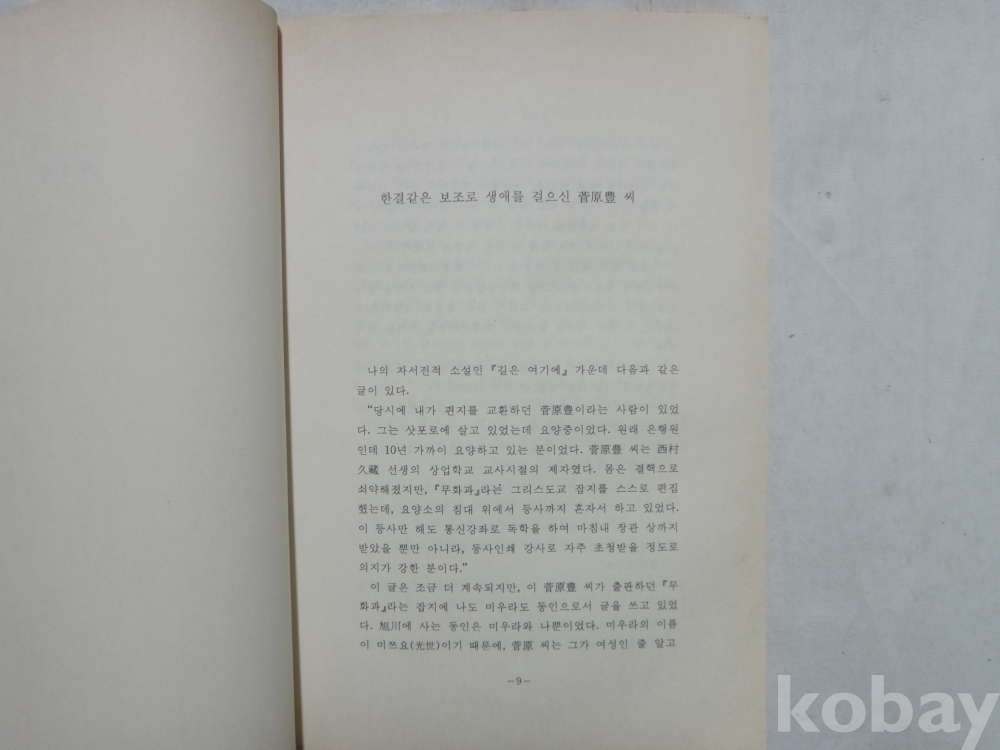 한결같은 보조로 생애를 걸으신 菅原豊 씨
나의 자서전적 소설인 『길은 여기에』 가운데 다음과 같은
글이 있다.
“당시에 내가 편지를 교환하던 菅原豊이라는 사람이 있었
다. 그는 삿포로에 살고 있었는데 요양중이었다. 원래 은행원
인데 10년 가까이 요양하고 있는 분이었다. 菅原豊 씨는 西村
久藏 선생의 상업학교 교사시절의 제자였다. 몸은 결핵으로
쇠약해졌지만, 『무화과』라는 그리스도교 잡지를 스스로 편집
했는데, 요양소의 침대 위에서 등사까지 혼자서 하고 있었다.
이 등사만 해도 통신강좌로 독학을 하여 마침내 장관 상까지
받았을 뿐만 아니라, 등사인쇄 강사로 자주 초청받을 정도로
의지가 강한 분이다.”
이 글은 조금 더 계속되지만, 이 菅原豊 씨가 출판하던 『무
화과』라는 잡지에 나도 미우라도 동인으로서 글을 쓰고 있었
다. 旭川에 사는 동인은 미우라와 나뿐이었다. 미우라의 이름
이 미쯔요(光世)이기 때문에, 菅原 씨는 그가 여성인 줄 알고
－9－
kobay